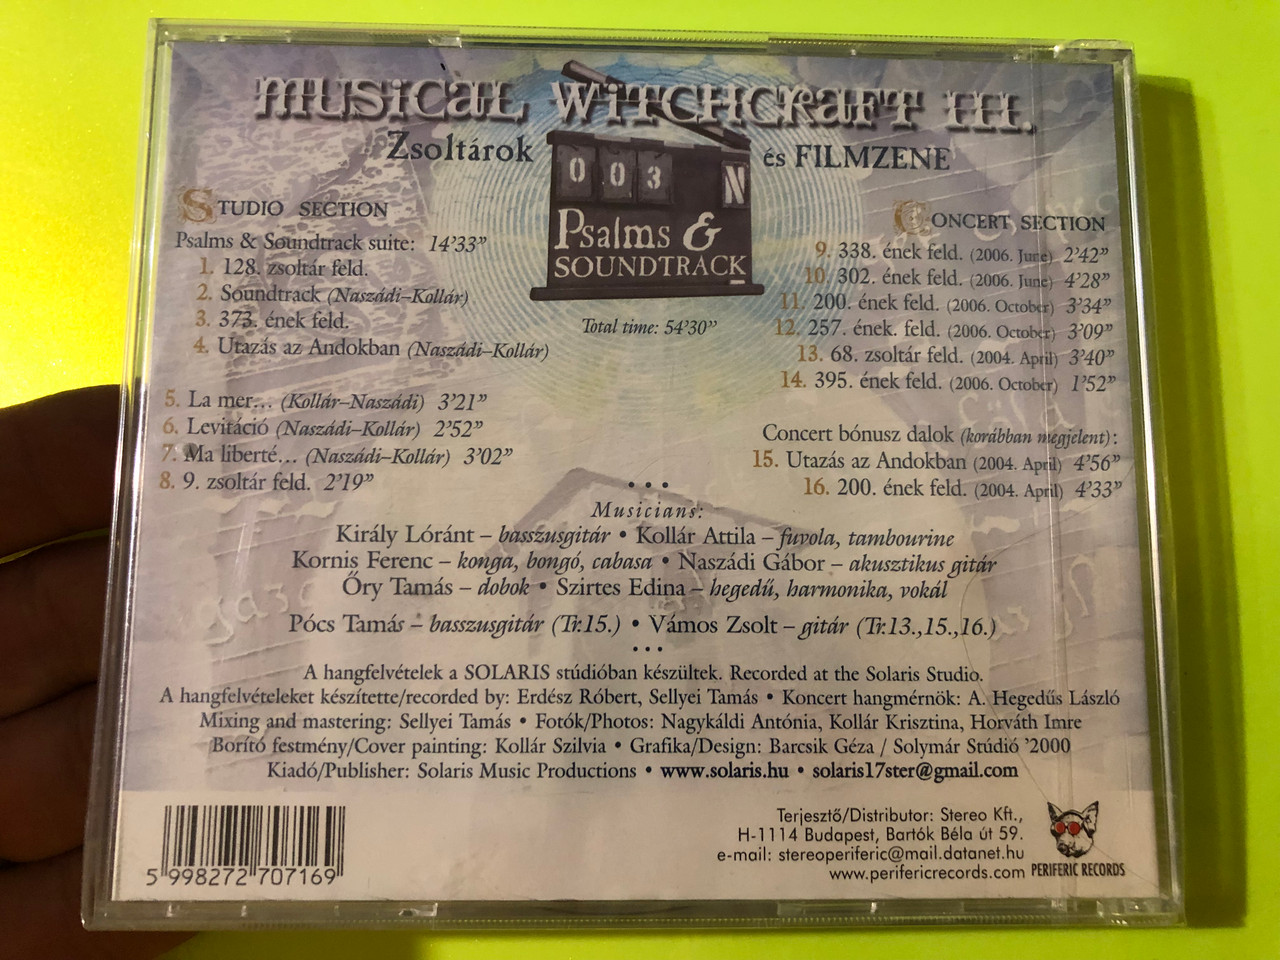 MUSICAL WITCHCRAFT III.
Zsoltárok és FILMZENE
003 N
Psalms &
SOUNDTRACK
STUDIO SECTION
Psalms & Soundtrack suite: 14'33"
1. 128. zsoltár feld.
2. Soundtrack (Naszádi–Kollár)
3. 373. ének feld.
4. Utazás az Andokban (Naszádi–Kollár)
5. La mer... (Kollár–Naszádi) 3'21"
6. Levitáció (Naszádi–Kollár) 2'52"
7. Ma liberté... (Naszádi–Kollár) 3'02"
8. 9. zsoltár feld. 2'19"
Total time: 54'30"
CONCERT SECTION
9. 338. ének feld. (2006. June) 2'42"
10. 302. ének feld. (2006. June) 4'28"
11. 200. ének feld. (2006. October) 3'34"
12. 257. ének. feld. (2006. October) 3'09"
13. 68. zsoltár feld. (2004. April) 3'40"
14. 395. ének feld. (2006. October) 1'52"
Concert bónusz dalok (korábban megjelent):
15. Utazás az Andokban (2004. April) 4'56"
16. 200. ének feld. (2004. April) 4'33"
• • •
Musicians:
Király Lóránt – basszusgitár • Kollár Attila – fuvola, tambourine
Kornis Ferenc – konga, bongó, cabasa • Naszádi Gábor – akusztikus gitár
Őry Tamás – dobok • Szirtes Edina – hegedű, harmonika, vokál
Pócs Tamás – basszusgitár (Tr.15.) • Vámos Zsolt – gitár (Tr.13.,15.,16.)
• • •
A hangfelvételek a SOLARIS stúdióban készültek. Recorded at the Solaris Studio.
A hangfelvételeket készítette/recorded by: Erdész Róbert, Sellyei Tamás • Koncert hangmérnök: A. Hegedűs László
Mixing and mastering: Sellyei Tamás • Fotók/Photos: Nagykáldi Antónia, Kollár Krisztina, Horváth Imre
Borító festmény/Cover painting: Kollár Szilvia • Grafika/Design: Barcsik Géza / Solymár Stúdió '2000
Kiadó/Publisher: Solaris Music Productions • www.solaris.hu • solaris17ster@gmail.com
5 998272 707169
Terjesztő/Distributor: Stereo Kft.,
H-1114 Budapest, Bartók Béla út 59.
e-mail: stereoperiferic@mail.datanet.hu
www.perifericrecords.com
PERIFERIC RECORDS